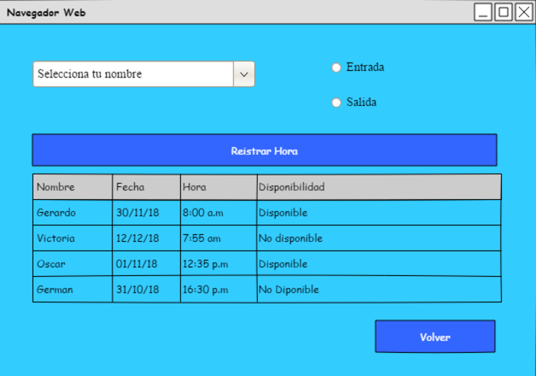 Navegador Web
Selecciona tu nombre
Entrada
Salida
Reistrar Hora
Nombre Fecha Hora Disponibilidad
Gerardo 30/11/18 8:00 a.m Disponible
Victoria 12/12/18 7:55 am No disponible
Oscar 01/11/18 12:35 p.m Disponible
German 31/10/18 16:30 p.m No Diponible
Volver